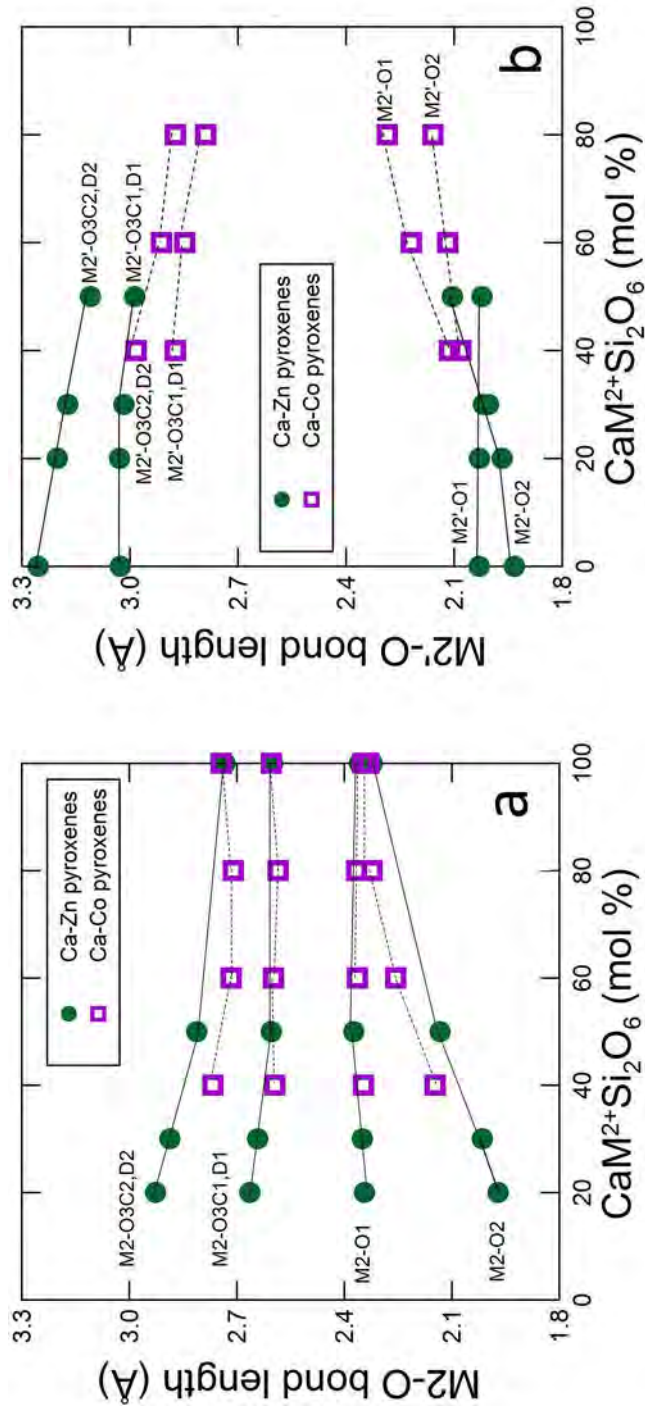 M2-O bond length (Å)
3.3
3.0
2.7
2.4
2.1
1.8
Ca-Zn pyroxenes
Ca-Co pyroxenes
M2-O3C2,D2
M2-O3C1,D1
M2-O1
M2-O2
a
0
20
40
60
80
100
CaM²⁺Si₂O₆ (mol %)
M2'-O bond length (Å)
3.3
3.0
2.7
2.4
2.1
1.8
M2'-O3C2,D2
M2'-O3C1,D1
M2'-O3C2,D2
M2'-O3C1,D1
Ca-Zn pyroxenes
Ca-Co pyroxenes
M2'-O1
M2'-O2
M2'-O1
M2'-O2
b
0
20
40
60
80
100
CaM²⁺Si₂O₆ (mol %)